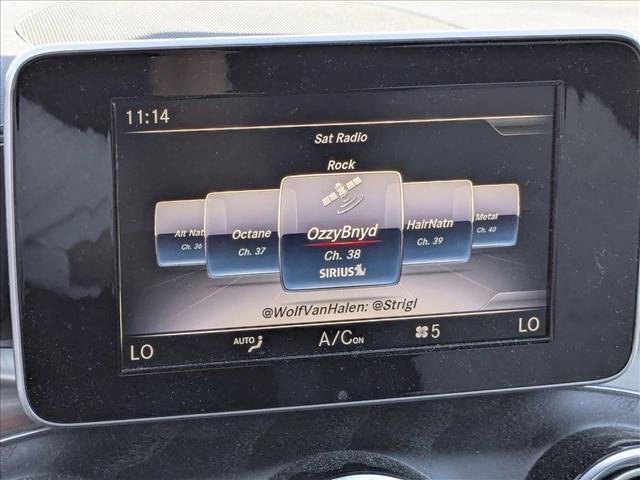 11:14
Sat Radio
Rock
Alt Nat
Ch. 36
Octane
Ch. 37
OzzyBnyd
Ch. 38
SIRIUS
HairNatn
Ch. 39
Metal
Ch. 40
@WolfVanHalen: @Strigl
LO
AUTO
A/C ON
5
LO